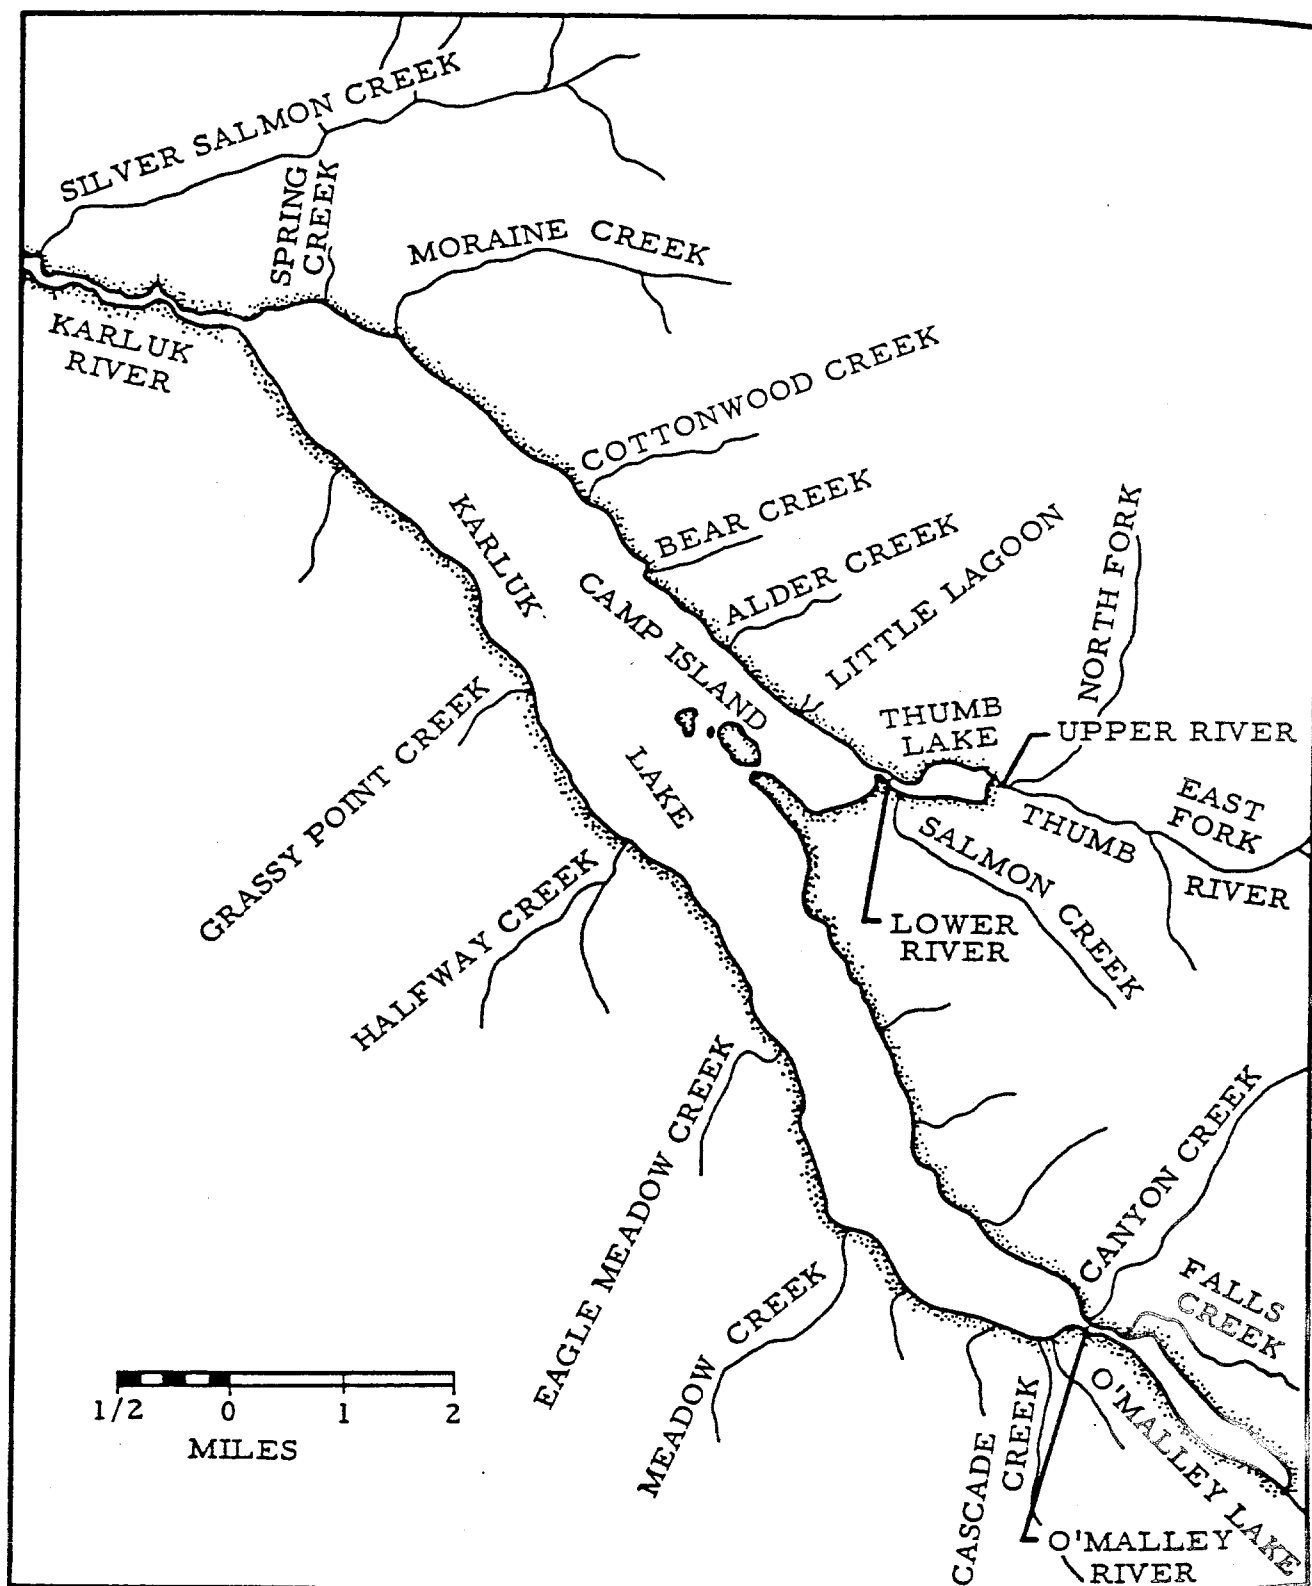 SILVER SALMON CREEK
SPRING
CREEK
MORAINE CREEK
KARLUK
RIVER
COTTONWOOD CREEK
BEAR CREEK
ALDER CREEK
LITTLE LAGOON
NORTH FORK
KARLUK
LAKE
CAMP ISLAND
THUMB
LAKE
UPPER RIVER
EAST
FORK
THUMB
RIVER
SALMON CREEK
LOWER
RIVER
GRASSY POINT CREEK
HALFWAY CREEK
EAGLE MEADOW CREEK
MEADOW CREEK
CANYON CREEK
FALLS
CREEK
O'MALLEY LAKE
CASCADE
CREEK
O'MALLEY
RIVER
1/2 0 1 2
MILES